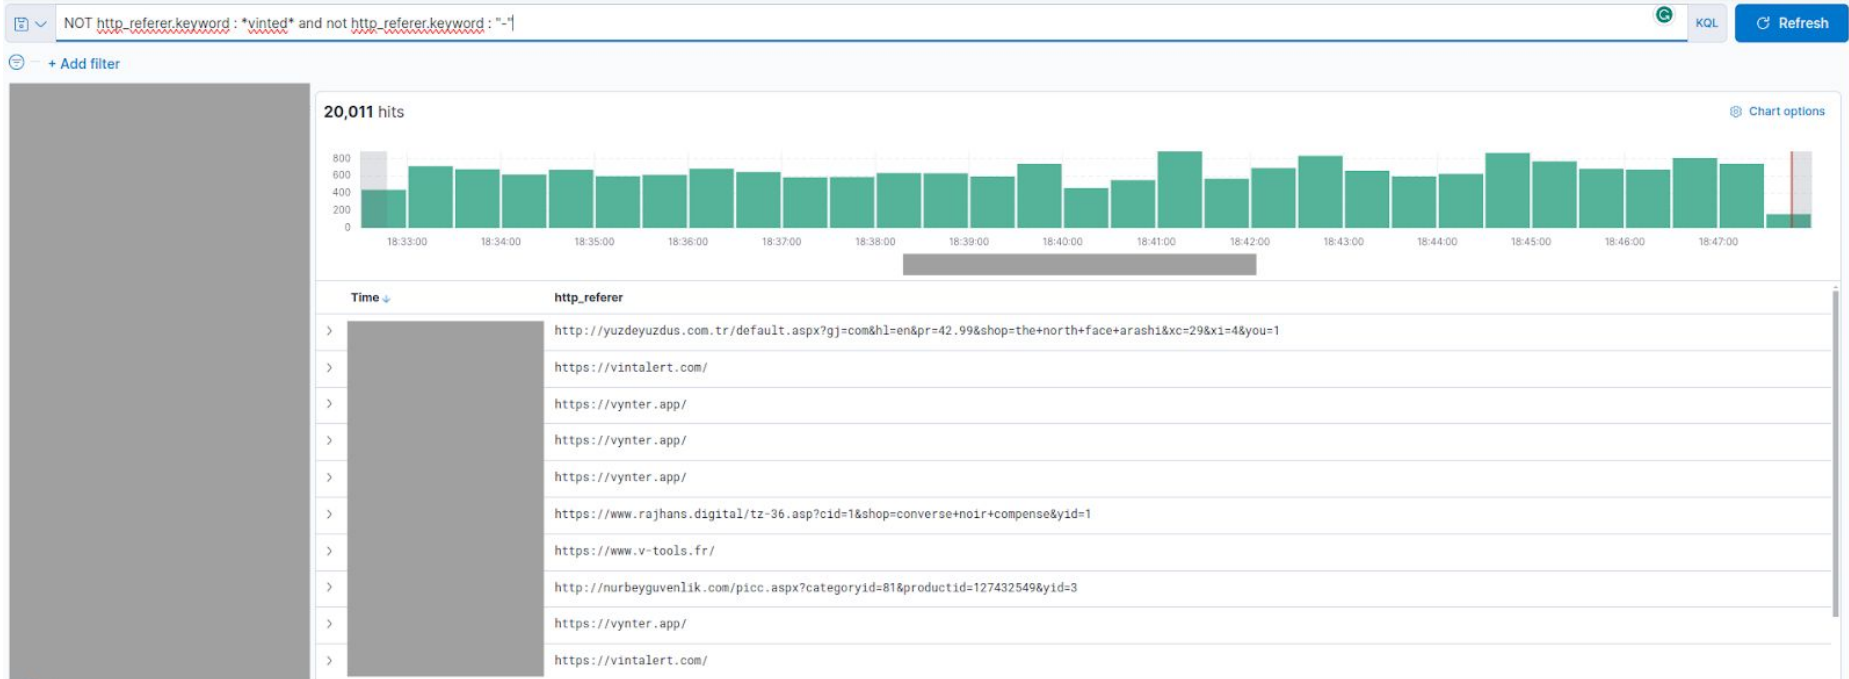 NOT http_referer.keyword : *vinted* and not http_referer.keyword : "-"
KQL
Refresh
+ Add filter
20,011 hits
Chart options
800
600
400
200
0
18:33:00 18:34:00 18:35:00 18:36:00 18:37:00 18:38:00 18:39:00 18:40:00 18:41:00 18:42:00 18:43:00 18:44:00 18:45:00 18:46:00 18:47:00
Time http_referer
http://yuzdeyuzdus.com.tr/default.aspx?gj=com&hl=en&pr=42.99&shop=the+north+face+arashi&xc=29&xi=4&you=1
https://vintalert.com/
https://vynter.app/
https://vynter.app/
https://vynter.app/
https://www.rajhans.digital/tz-36.asp?cid=1&shop=converse+noir+compense&yid=1
https://www.v-tools.fr/
http://nurbeyguvenlik.com/picc.aspx?categoryid=81&productid=127432549&yid=3
https://vynter.app/
https://vintalert.com/